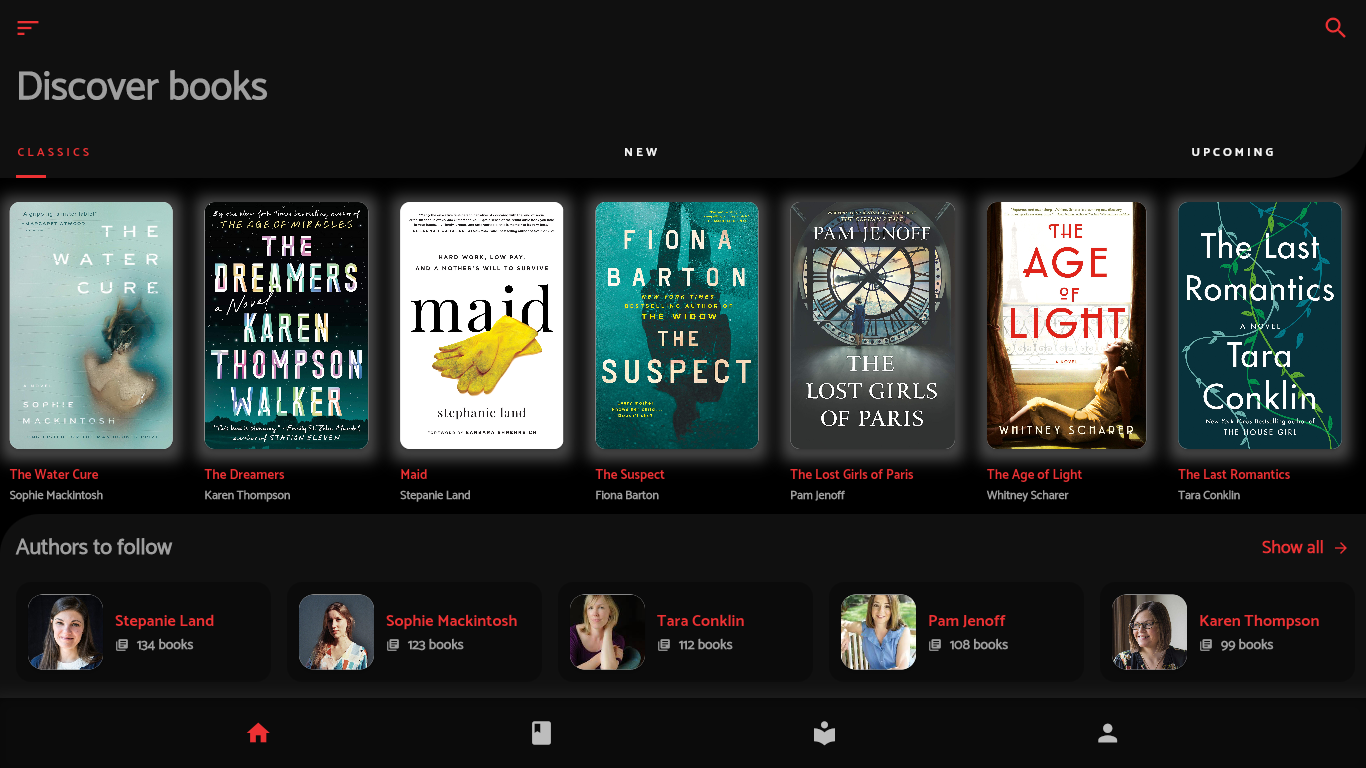 Discover books
CLASSICS
NEW
UPCOMING
THE
WATER
CURE
A NOVEL
SOPHIE
MACKINTOSH
By the New York Times bestselling author of
THE AGE OF MIRACLES
THE
DREAMERS
a Novel
KAREN
THOMPSON
WALKER
author of STATION ELEVEN
HARD WORK, LOW PAY,
AND A MOTHER'S WILL TO SURVIVE
maid
stephanie land
FOREWORD BY BARBARA EHRENREICH
FIONA
BARTON
NEW YORK TIMES
BESTSELLING AUTHOR OF
THE WIDOW
THE
SUSPECT
PAM JENOFF
THE
LOST GIRLS
OF PARIS
THE
AGE
OF
LIGHT
A NOVEL
WHITNEY SCHARER
The Last
Romantics
A NOVEL
Tara
Conklin
New York Times Bestselling author of
THE HOUSE GIRL
The Water Cure
Sophie Mackintosh
The Dreamers
Karen Thompson
Maid
Stepanie Land
The Suspect
Fiona Barton
The Lost Girls of Paris
Pam Jenoff
The Age of Light
Whitney Scharer
The Last Romantics
Tara Conklin
Authors to follow
Show all
Stepanie Land
134 books
Sophie Mackintosh
123 books
Tara Conklin
112 books
Pam Jenoff
108 books
Karen Thompson
99 books